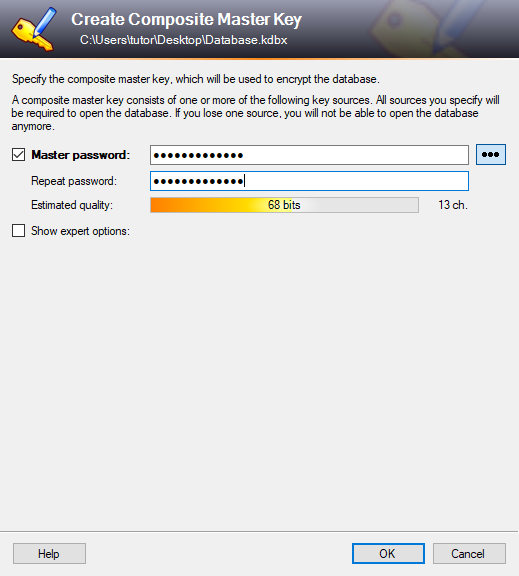 Create Composite Master Key
C:\Users\tutor\Desktop\Database.kdbx
Specify the composite master key, which will be used to encrypt the database.
A composite master key consists of one or more of the following key sources. All sources you specify will
be required to open the database. If you lose one source, you will not be able to open the database
anymore.
Master password: ●●●●●●●●●●●●● ●●●
Repeat password: ●●●●●●●●●●●●●
Estimated quality: 68 bits 13 ch.
Show expert options:
Help OK Cancel